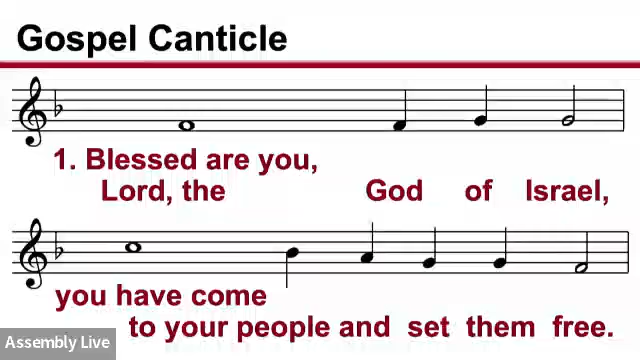 Gospel Canticle
1. Blessed are you,
Lord, the God of Israel,
you have come
to your people and set them free.
Assembly Live